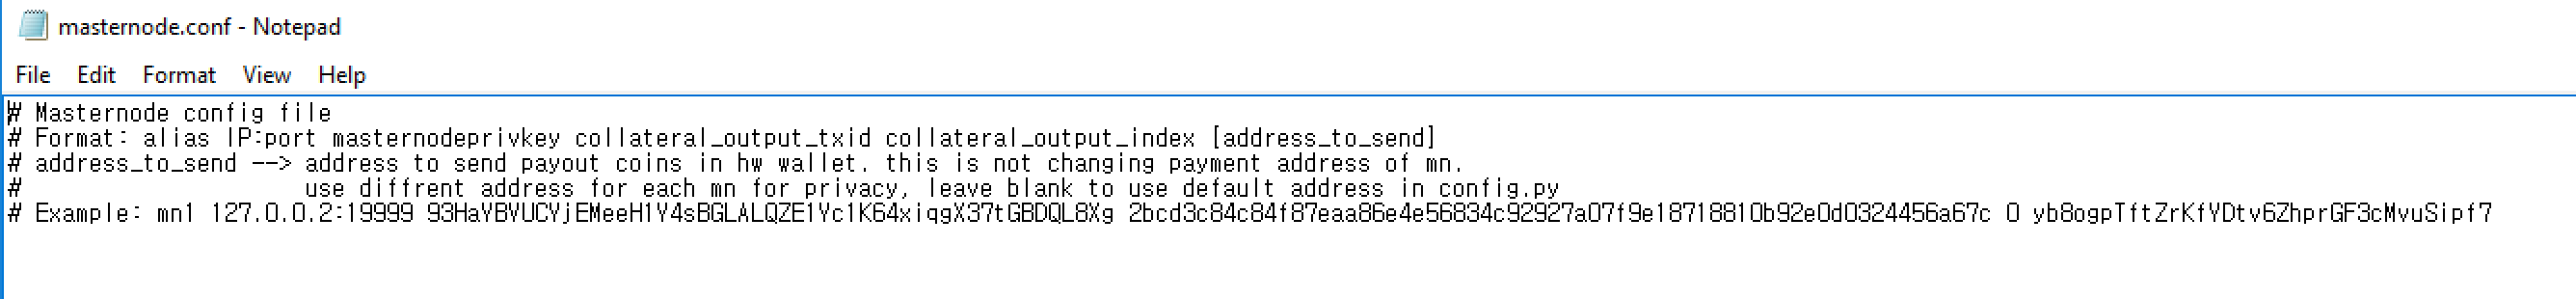 masternode.conf - Notepad
File Edit Format View Help
# Masternode config file
# Format: alias IP:port masternodeprivkey collateral_output_txid collateral_output_index [address_to_send]
# address_to_send --> address to send payout coins in hw wallet. this is not changing payment address of mn.
# use diffrent address for each mn for privacy, leave blank to use default address in config.py
# Example: mn1 127.0.0.2:19999 93HaYBVUCYjEMeeH1Y4sBGLALQZE1Yc1K64xiqgX37tGBDQL8Xg 2bcd3c84c84f87eaa86e4e56834c92927a07f9e18718810b92e0d0324456a67c 0 yb8ogpTftZrKfYDtv6ZhprGF3cMvuSipf7